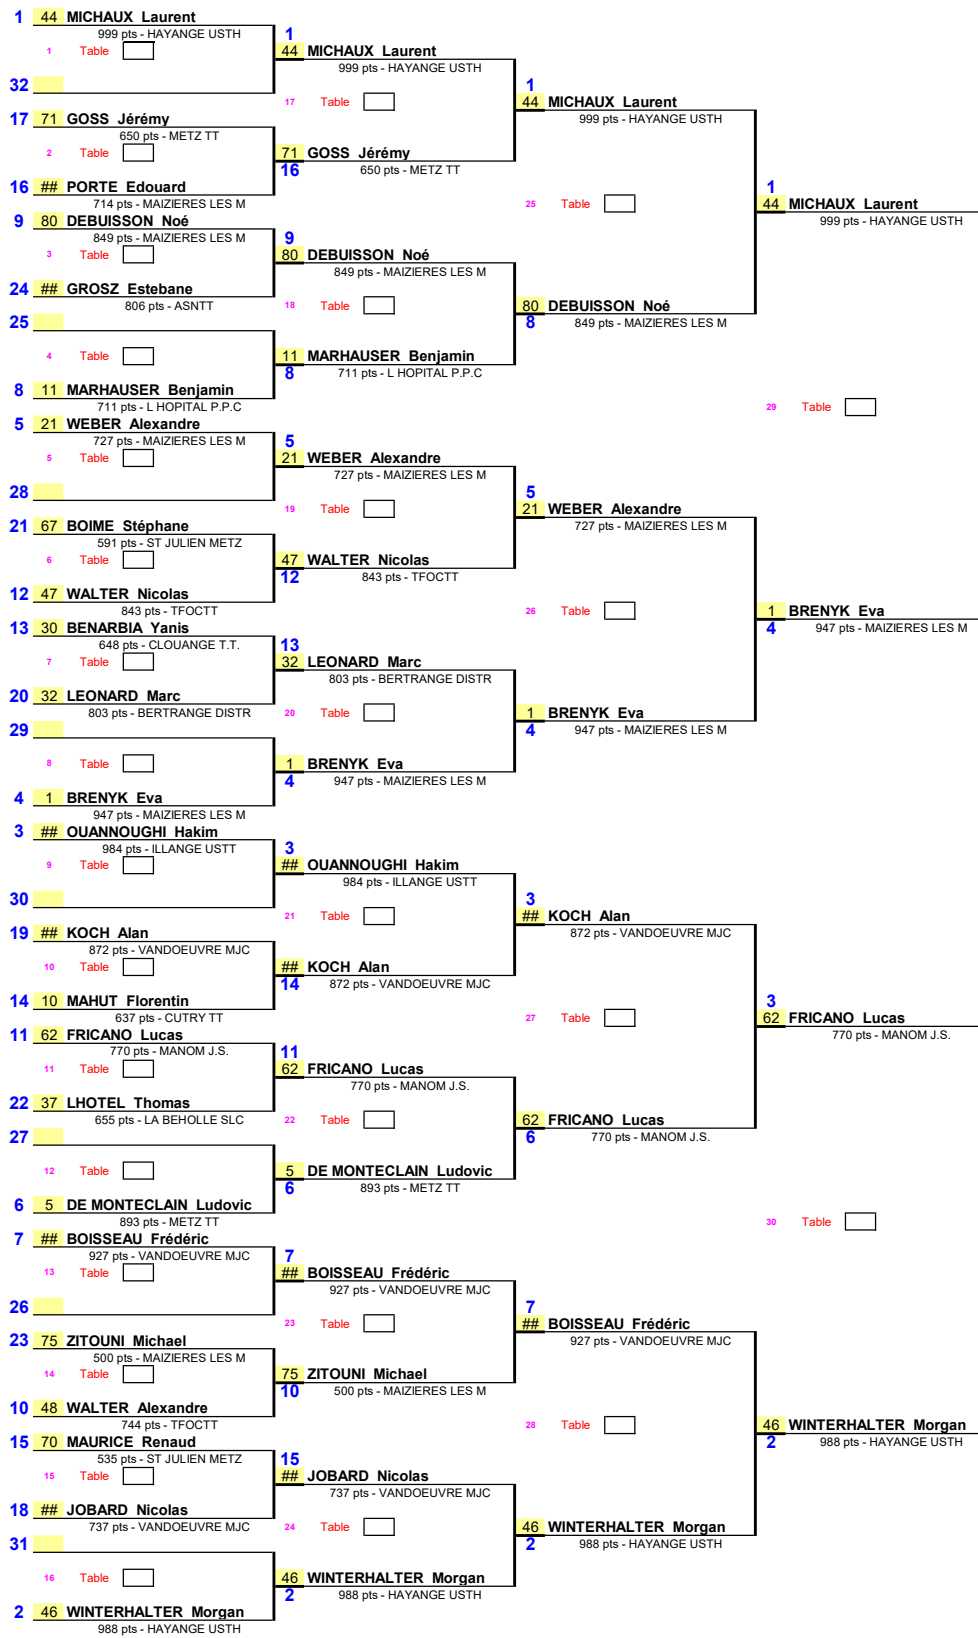 1 44 MICHAUX Laurent
999 pts - HAYANGE USTH
1 Table
32
17 71 GOSS Jérémy
650 pts - METZ TT
2 Table
16 ## PORTE Edouard
714 pts - MAIZIERES LES M
9 80 DEBUISSON Noé
849 pts - MAIZIERES LES M
3 Table
24 ## GROSZ Estebane
806 pts - ASNTT
25
4 Table
8 11 MARHAUSER Benjamin
711 pts - L HOPITAL P.P.C
5 21 WEBER Alexandre
727 pts - MAIZIERES LES M
5 Table
28
21 67 BOIME Stéphane
591 pts - ST JULIEN METZ
6 Table
12 47 WALTER Nicolas
843 pts - TFOCTT
13 30 BENARBIA Yanis
648 pts - CLOUANGE T.T.
7 Table
20 32 LEONARD Marc
803 pts - BERTRANGE DISTR
29
8 Table
4 1 BRENYK Eva
947 pts - MAIZIERES LES M
3 ## OUANNOUGHI Hakim
984 pts - ILLANGE USTT
9 Table
30
19 ## KOCH Alan
872 pts - VANDOEUVRE MJC
10 Table
14 10 MAHUT Florentin
637 pts - CUTRY TT
11 62 FRICANO Lucas
770 pts - MANOM J.S.
11 Table
22 37 LHOTEL Thomas
655 pts - LA BEHOLLE SLC
27
12 Table
6 5 DE MONTECLAIN Ludovic
893 pts - METZ TT
7 ## BOISSEAU Frédéric
927 pts - VANDOEUVRE MJC
13 Table
26
23 75 ZITOUNI Michael
500 pts - MAIZIERES LES M
14 Table
10 48 WALTER Alexandre
744 pts - TFOCTT
15 70 MAURICE Renaud
535 pts - ST JULIEN METZ
15 Table
18 ## JOBARD Nicolas
737 pts - VANDOEUVRE MJC
31
16 Table
2 46 WINTERHALTER Morgan
988 pts - HAYANGE USTH
1
44 MICHAUX Laurent
999 pts - HAYANGE USTH
17 Table
71 GOSS Jérémy
16 650 pts - METZ TT
9
80 DEBUISSON Noé
849 pts - MAIZIERES LES M
18 Table
11 MARHAUSER Benjamin
8 711 pts - L HOPITAL P.P.C
5
21 WEBER Alexandre
727 pts - MAIZIERES LES M
19 Table
47 WALTER Nicolas
12 843 pts - TFOCTT
13
32 LEONARD Marc
803 pts - BERTRANGE DISTR
20 Table
1 BRENYK Eva
4 947 pts - MAIZIERES LES M
3
## OUANNOUGHI Hakim
984 pts - ILLANGE USTT
21 Table
## KOCH Alan
14 872 pts - VANDOEUVRE MJC
11
62 FRICANO Lucas
770 pts - MANOM J.S.
22 Table
5 DE MONTECLAIN Ludovic
6 893 pts - METZ TT
7
## BOISSEAU Frédéric
927 pts - VANDOEUVRE MJC
23 Table
75 ZITOUNI Michael
10 500 pts - MAIZIERES LES M
15
## JOBARD Nicolas
737 pts - VANDOEUVRE MJC
24 Table
46 WINTERHALTER Morgan
2 988 pts - HAYANGE USTH
1
44 MICHAUX Laurent
999 pts - HAYANGE USTH
25 Table
80 DEBUISSON Noé
8 849 pts - MAIZIERES LES M
5
21 WEBER Alexandre
727 pts - MAIZIERES LES M
26 Table
1 BRENYK Eva
4 947 pts - MAIZIERES LES M
3
## KOCH Alan
872 pts - VANDOEUVRE MJC
27 Table
62 FRICANO Lucas
6 770 pts - MANOM J.S.
7
## BOISSEAU Frédéric
927 pts - VANDOEUVRE MJC
28 Table
46 WINTERHALTER Morgan
2 988 pts - HAYANGE USTH
1
44 MICHAUX Laurent
999 pts - HAYANGE USTH
29 Table
1 BRENYK Eva
4 947 pts - MAIZIERES LES M
3
62 FRICANO Lucas
770 pts - MANOM J.S.
30 Table
46 WINTERHALTER Morgan
2 988 pts - HAYANGE USTH